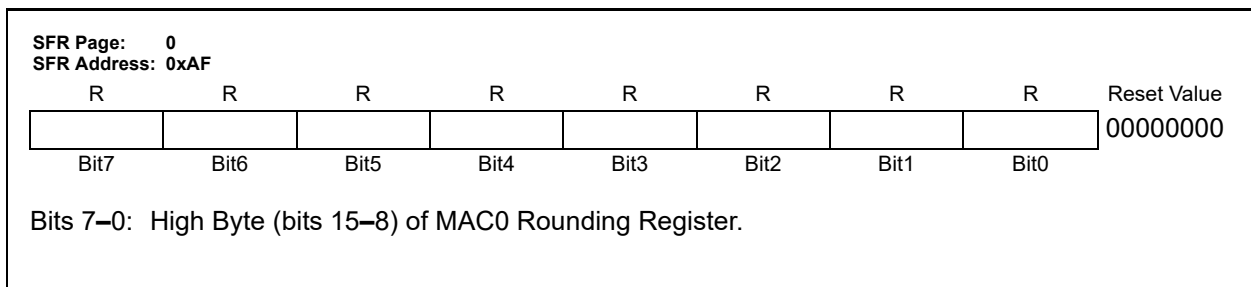 SFR Page: 0
SFR Address: 0xAF
R R R R R R R R Reset Value
00000000
Bit7 Bit6 Bit5 Bit4 Bit3 Bit2 Bit1 Bit0
Bits 7–0: High Byte (bits 15–8) of MAC0 Rounding Register.